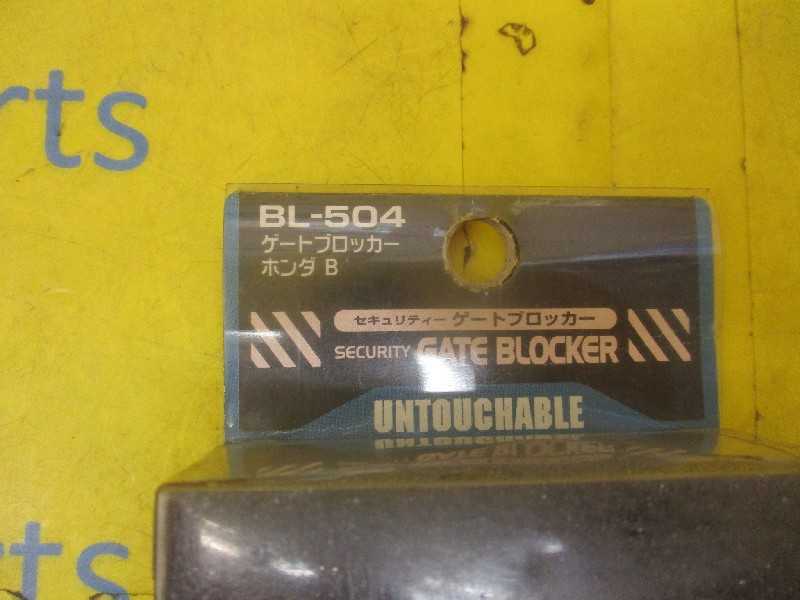 rts
BL-504
ゲートブロッカー
ホンダ B
セキュリティー ゲートブロッカー
SECURITY GATE BLOCKER
UNTOUCHABLE
rts